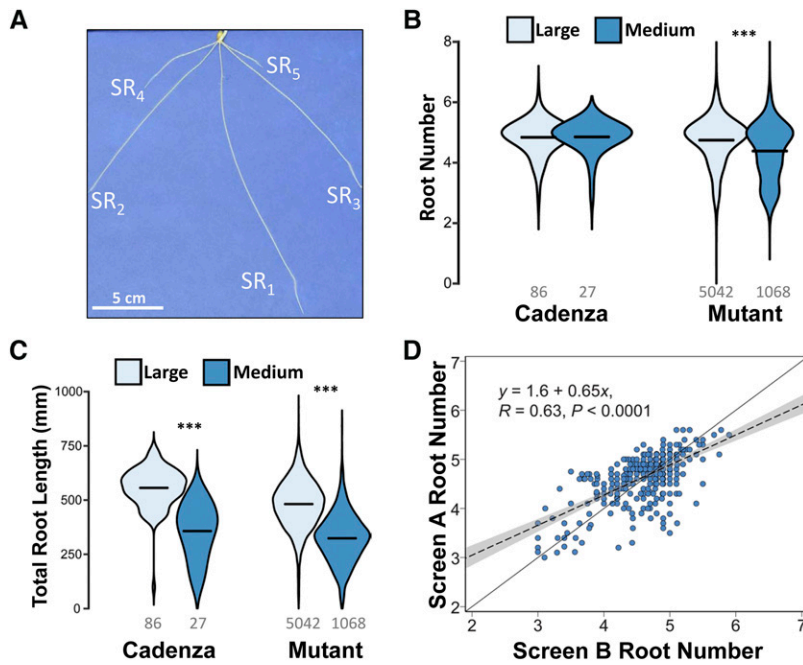 A
SR₄
SR₅
SR₂
SR₃
SR₁
5 cm
B
Large Medium
***
Root Number
8
6
4
2
0
86 27 5042 1068
Cadenza Mutant
C
Large Medium
*** ***
Total Root Length (mm)
1000
750
500
250
0
86 27 5042 1068
Cadenza Mutant
D
y = 1.6 + 0.65x,
R = 0.63, P < 0.0001
Screen A Root Number
7
6
5
4
3
2
2 3 4 5 6 7
Screen B Root Number